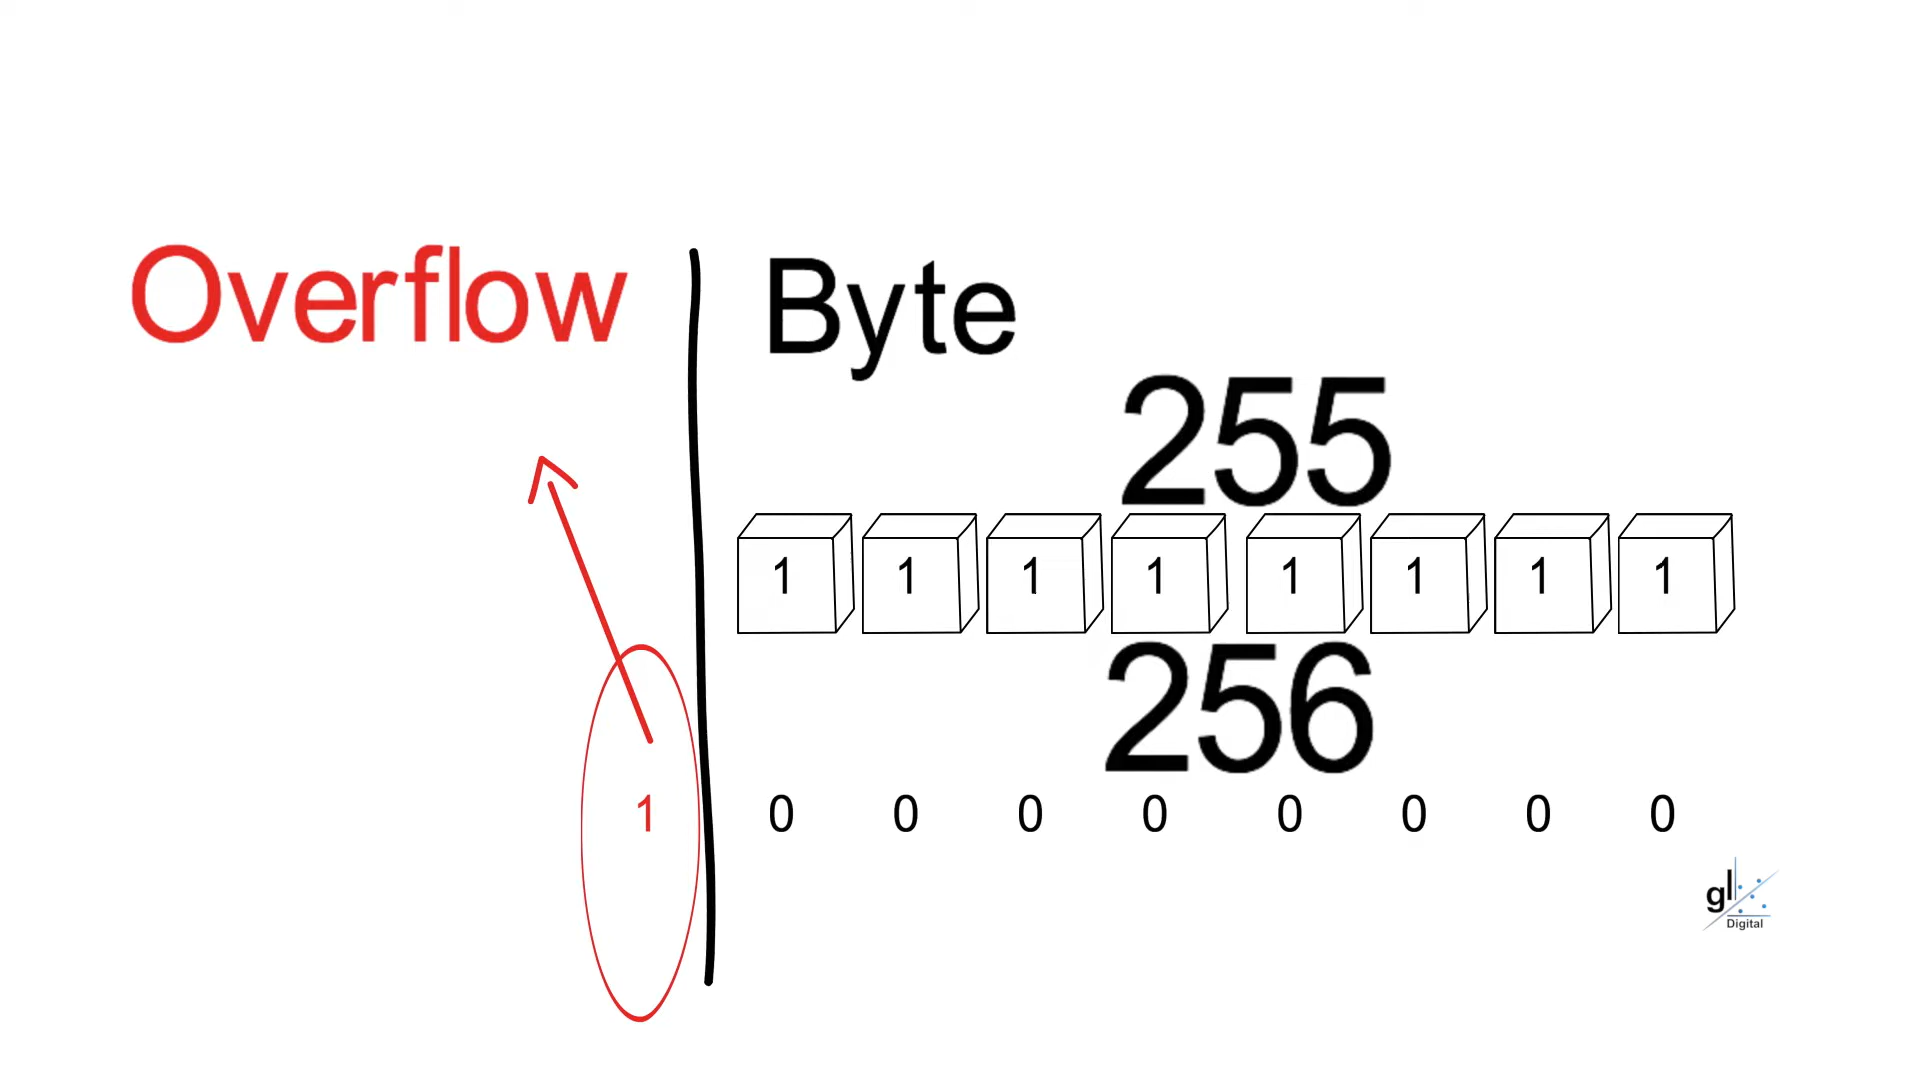 Overflow
Byte
255
1 1 1 1 1 1 1 1
256
1 0 0 0 0 0 0 0 0
gl
Digital